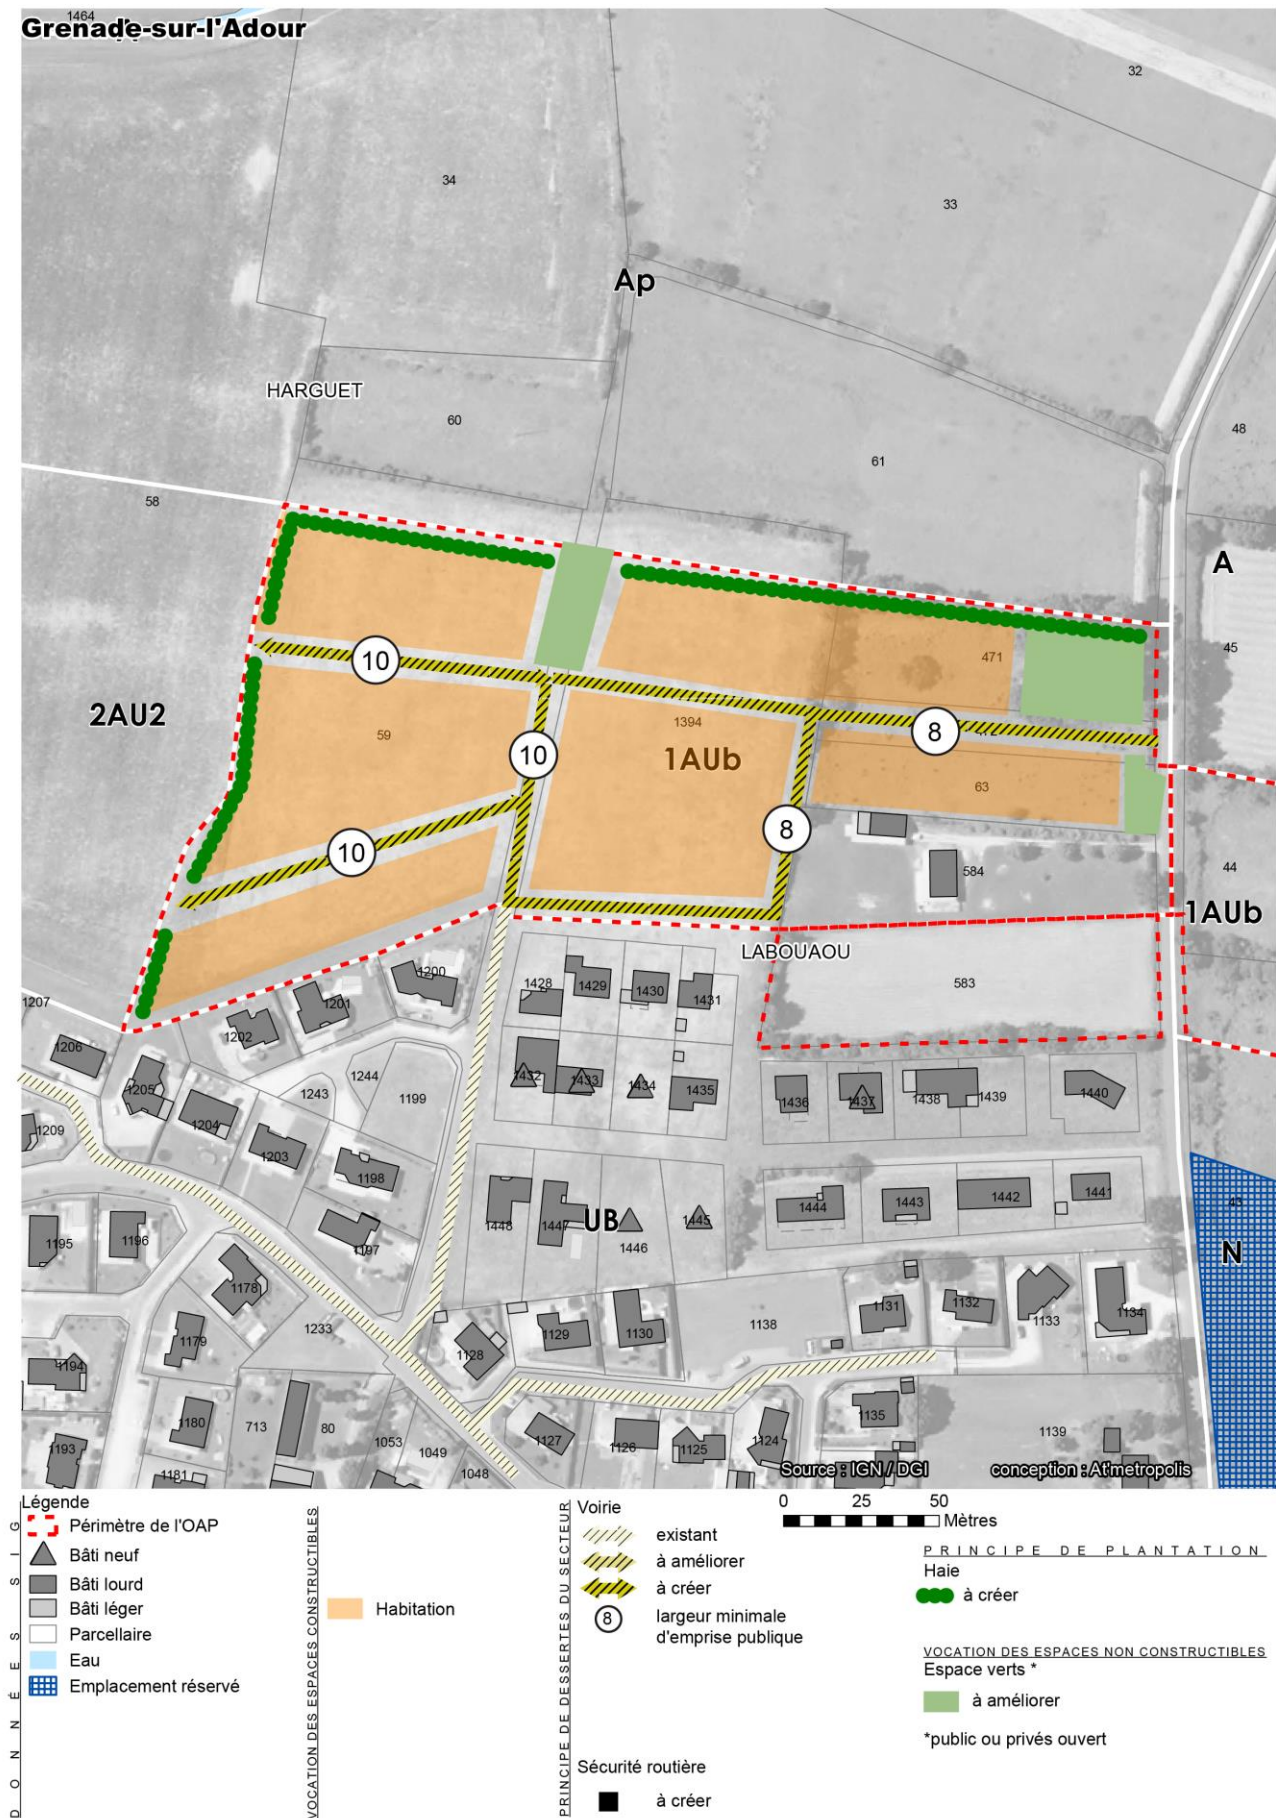 1464
Grenade-sur-l'Adour
32
34
33
Ap
HARGUET
60
48
61
58
A
45
471
10
2AU2
1394
59
10
8
1AUb
63
8
10
584
44
1AUb
LABOUAOU
1200
1428
1429
1430
1431
583
1207
1201
1202
1206
1205
1244
1243
1199
1432
1433
1434
1435
1436
1437
1438
1439
1440
1204
1209
1203
1198
1448
1447
UB
1446
1445
1444
1443
1442
1441
43
N
1195
1196
1197
1178
1233
1179
1128
1129
1130
1138
1131
1132
1133
1134
1194
1180
713
80
1053
1049
1048
1127
1126
1125
1124
1135
1139
1193
1181
Source : IGN / DGI
conception : At'metropolis
Légende
DONNÉES SIG
Périmètre de l'OAP
Bâti neuf
Bâti lourd
Bâti léger
Parcellaire
Eau
Emplacement réservé
VOCATION DES ESPACES CONSTRUCTIBLES
Habitation
PRINCIPE DE DESSERTES DU SECTEUR
Voirie
existant
à améliorer
à créer
8
largeur minimale
d'emprise publique
Sécurité routière
à créer
0 25 50
Mètres
PRINCIPE DE PLANTATION
Haie
à créer
VOCATION DES ESPACES NON CONSTRUCTIBLES
Espace verts *
à améliorer
*public ou privés ouvert